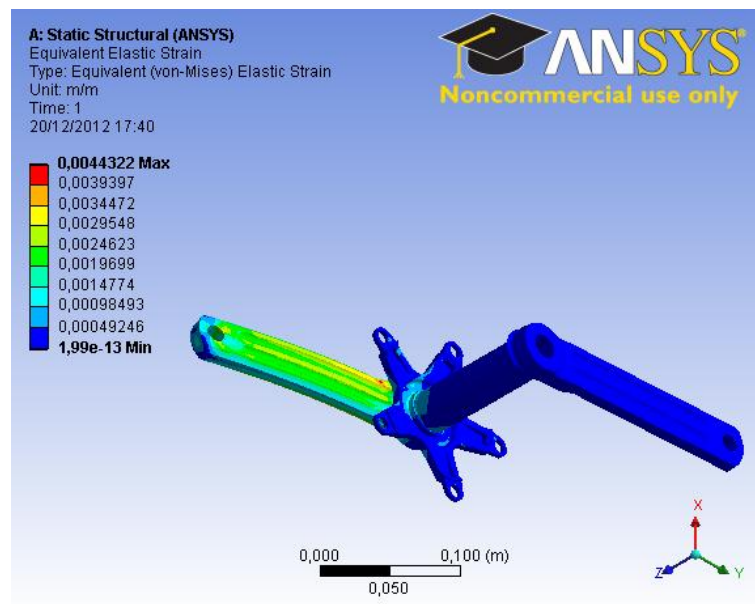 A: Static Structural (ANSYS)
Equivalent Elastic Strain
Type: Equivalent (von-Mises) Elastic Strain
Unit: m/m
Time: 1
20/12/2012 17:40
ANSYS
Noncommercial use only
0,0044322 Max
0,0039397
0,0034472
0,0029548
0,0024623
0,0019699
0,0014774
0,00098493
0,00049246
1,99e-13 Min
0,000
0,100 (m)
0,050
X
Z
Y